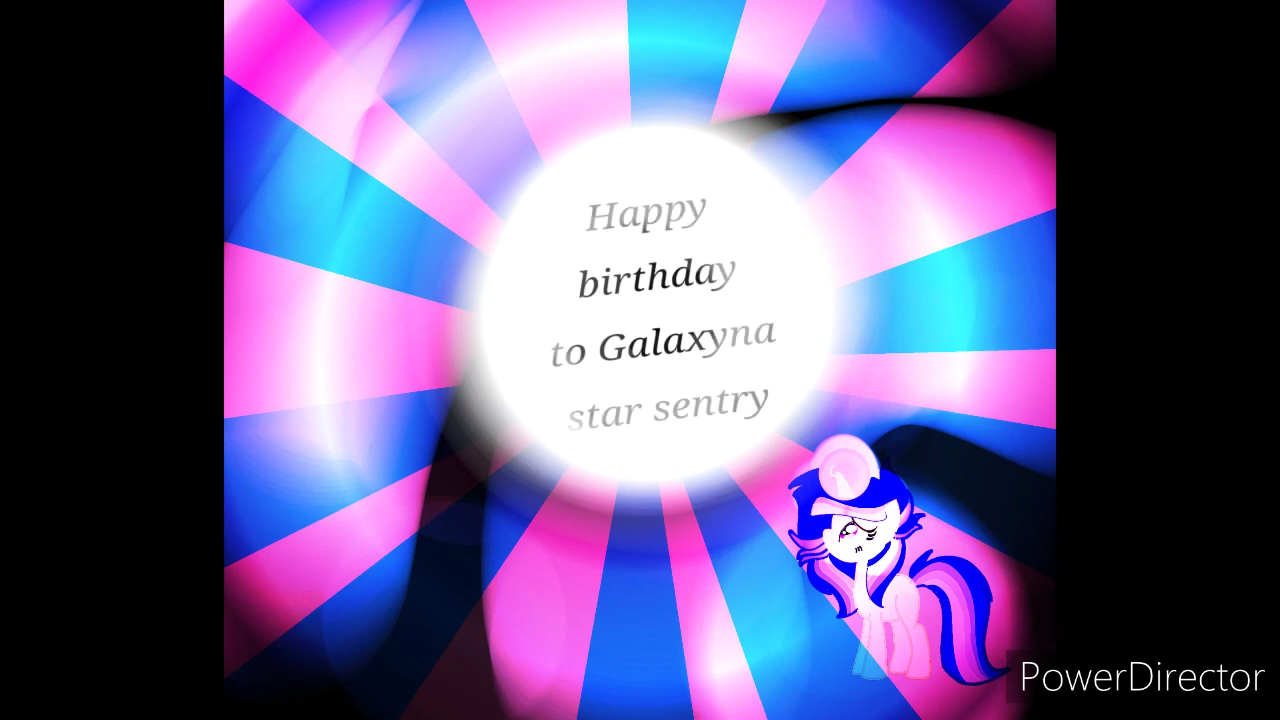 Happy
birthday
to Galaxyna
star sentry
PowerDirector